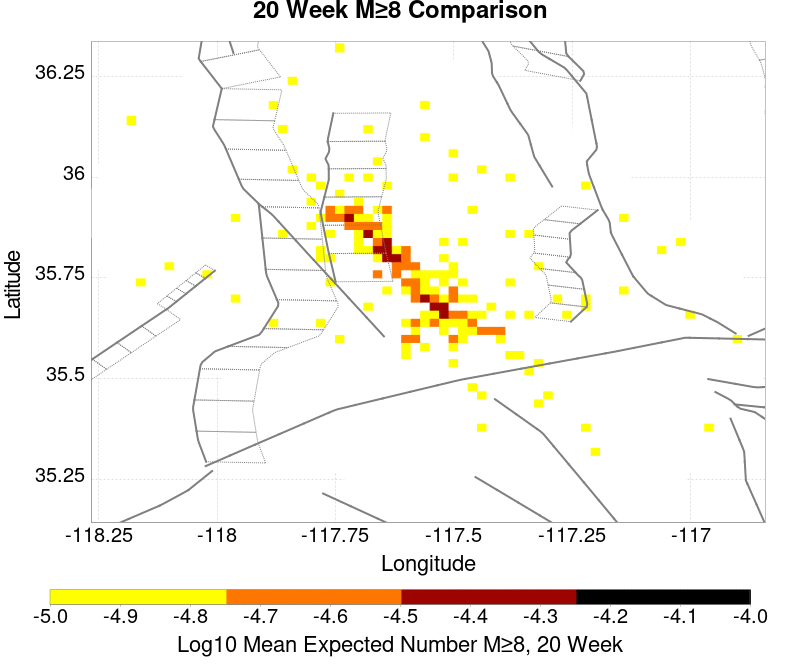 20 Week M≥8 Comparison
36.25
36
35.75
35.5
35.25
Latitude
-118.25 -118 -117.75 -117.5 -117.25 -117
Longitude
-5.0 -4.9 -4.8 -4.7 -4.6 -4.5 -4.4 -4.3 -4.2 -4.1 -4.0
Log10 Mean Expected Number M≥8, 20 Week